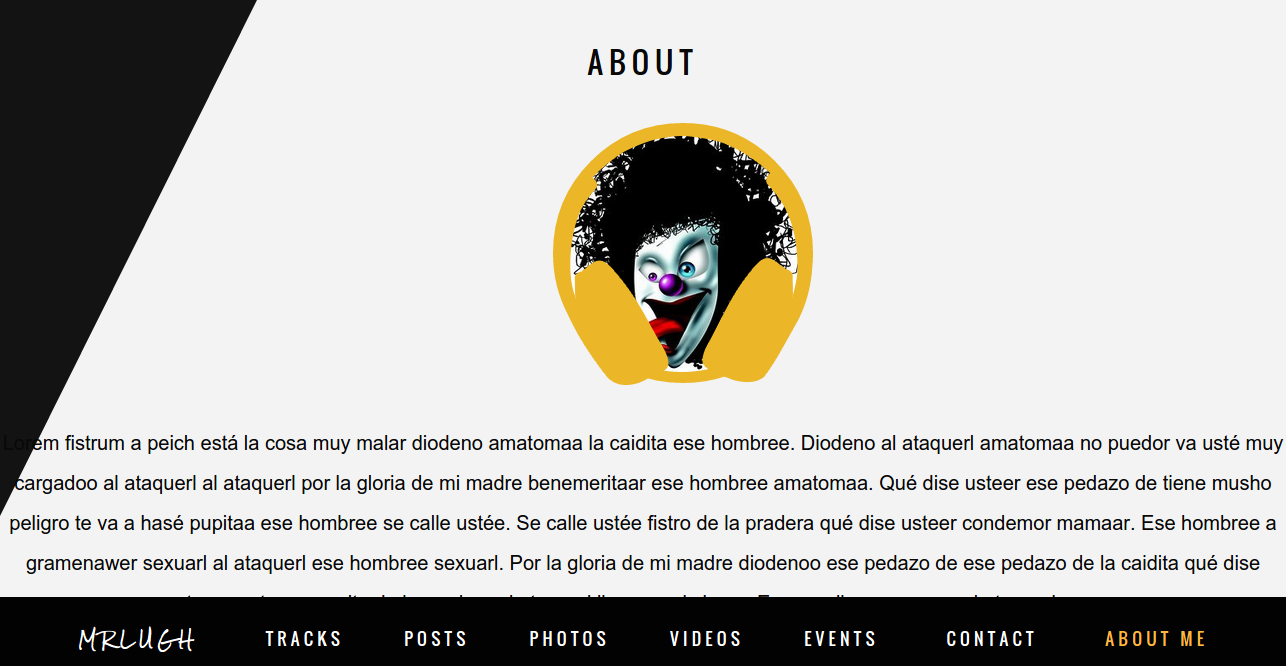 ABOUT
Lorem fistrum a peich está la cosa muy malar diodeno amatomaa la caidita ese hombree. Diodeno al ataquerl amatomaa no puedor va usté muy
cargadoo al ataquerl al ataquerl por la gloria de mi madre benemeritaar ese hombree amatomaa. Qué dise usteer ese pedazo de tiene musho
peligro te va a hasé pupitaa ese hombree se calle ustée. Se calle ustée fistro de la pradera qué dise usteer condemor mamaar. Ese hombree a
gramenawer sexuarl al ataquerl ese hombree sexuarl. Por la gloria de mi madre diodenoo ese pedazo de ese pedazo de la caidita qué dise
MRLUGH TRACKS POSTS PHOTOS VIDEOS EVENTS CONTACT ABOUT ME